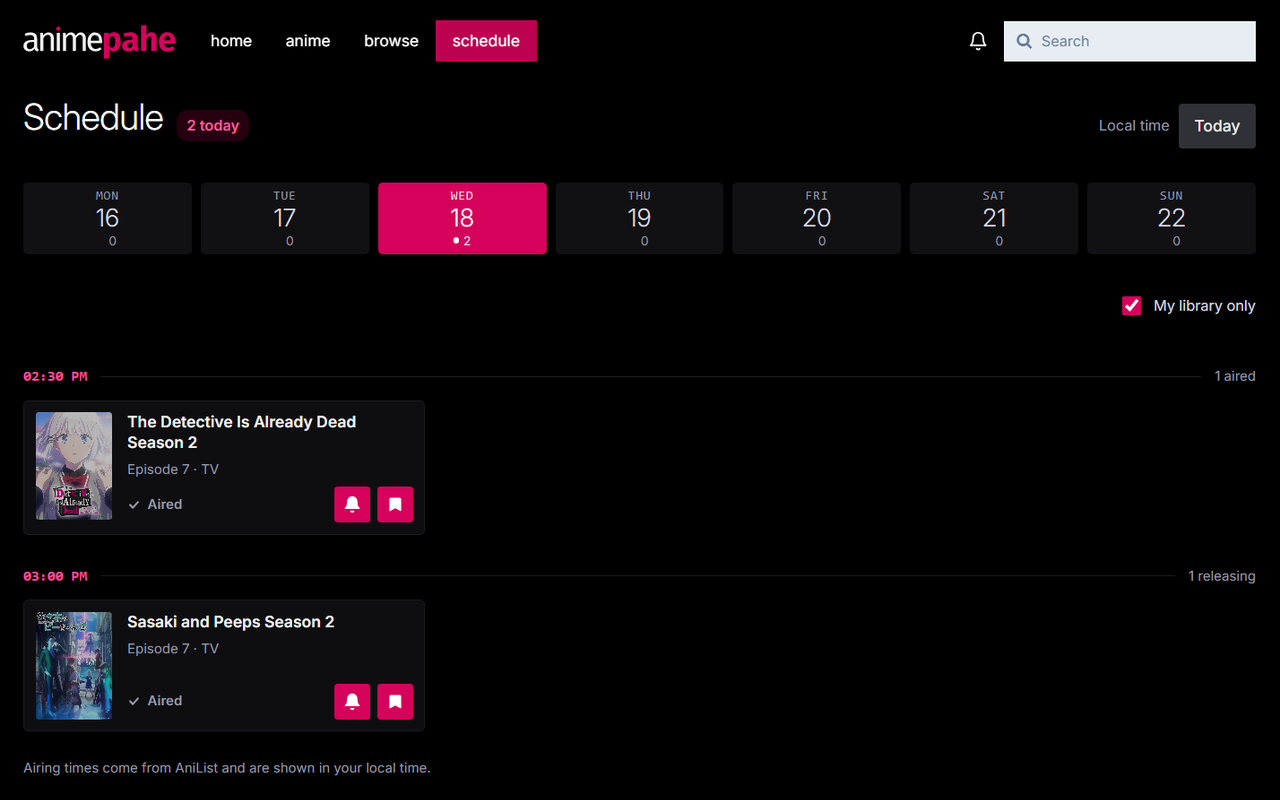 animepahe home anime browse schedule Search
Schedule 2 today Local time Today
MON TUE WED THU FRI SAT SUN
16 17 18 19 20 21 22
0 0 2 0 0 0 0
My library only
02:30 PM 1 aired
The Detective Is Already Dead
Season 2
Episode 7 · TV
Aired
03:00 PM 1 releasing
Sasaki and Peeps Season 2
Episode 7 · TV
Aired
Airing times come from AniList and are shown in your local time.